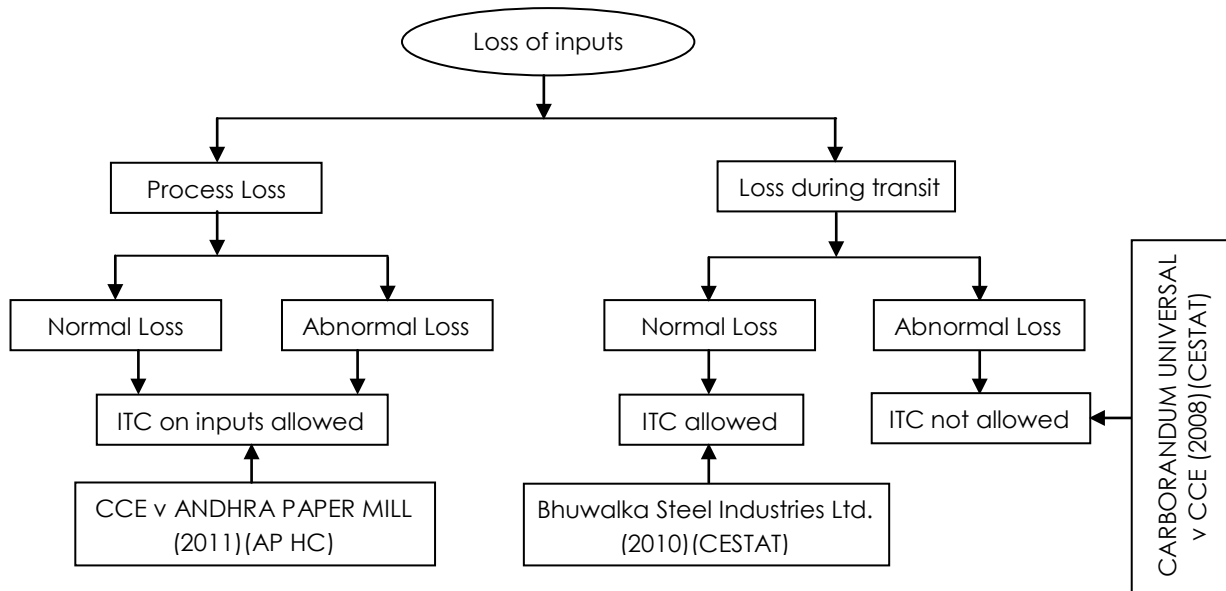 Loss of inputs
Process Loss
Loss during transit
Normal Loss
Abnormal Loss
Normal Loss
Abnormal Loss
ITC on inputs allowed
ITC allowed
ITC not allowed
CCE v ANDHRA PAPER MILL
(2011)(AP HC)
Bhuwalka Steel Industries Ltd.
(2010)(CESTAT)
CARBORANDUM UNIVERSAL
v CCE (2008)(CESTAT)